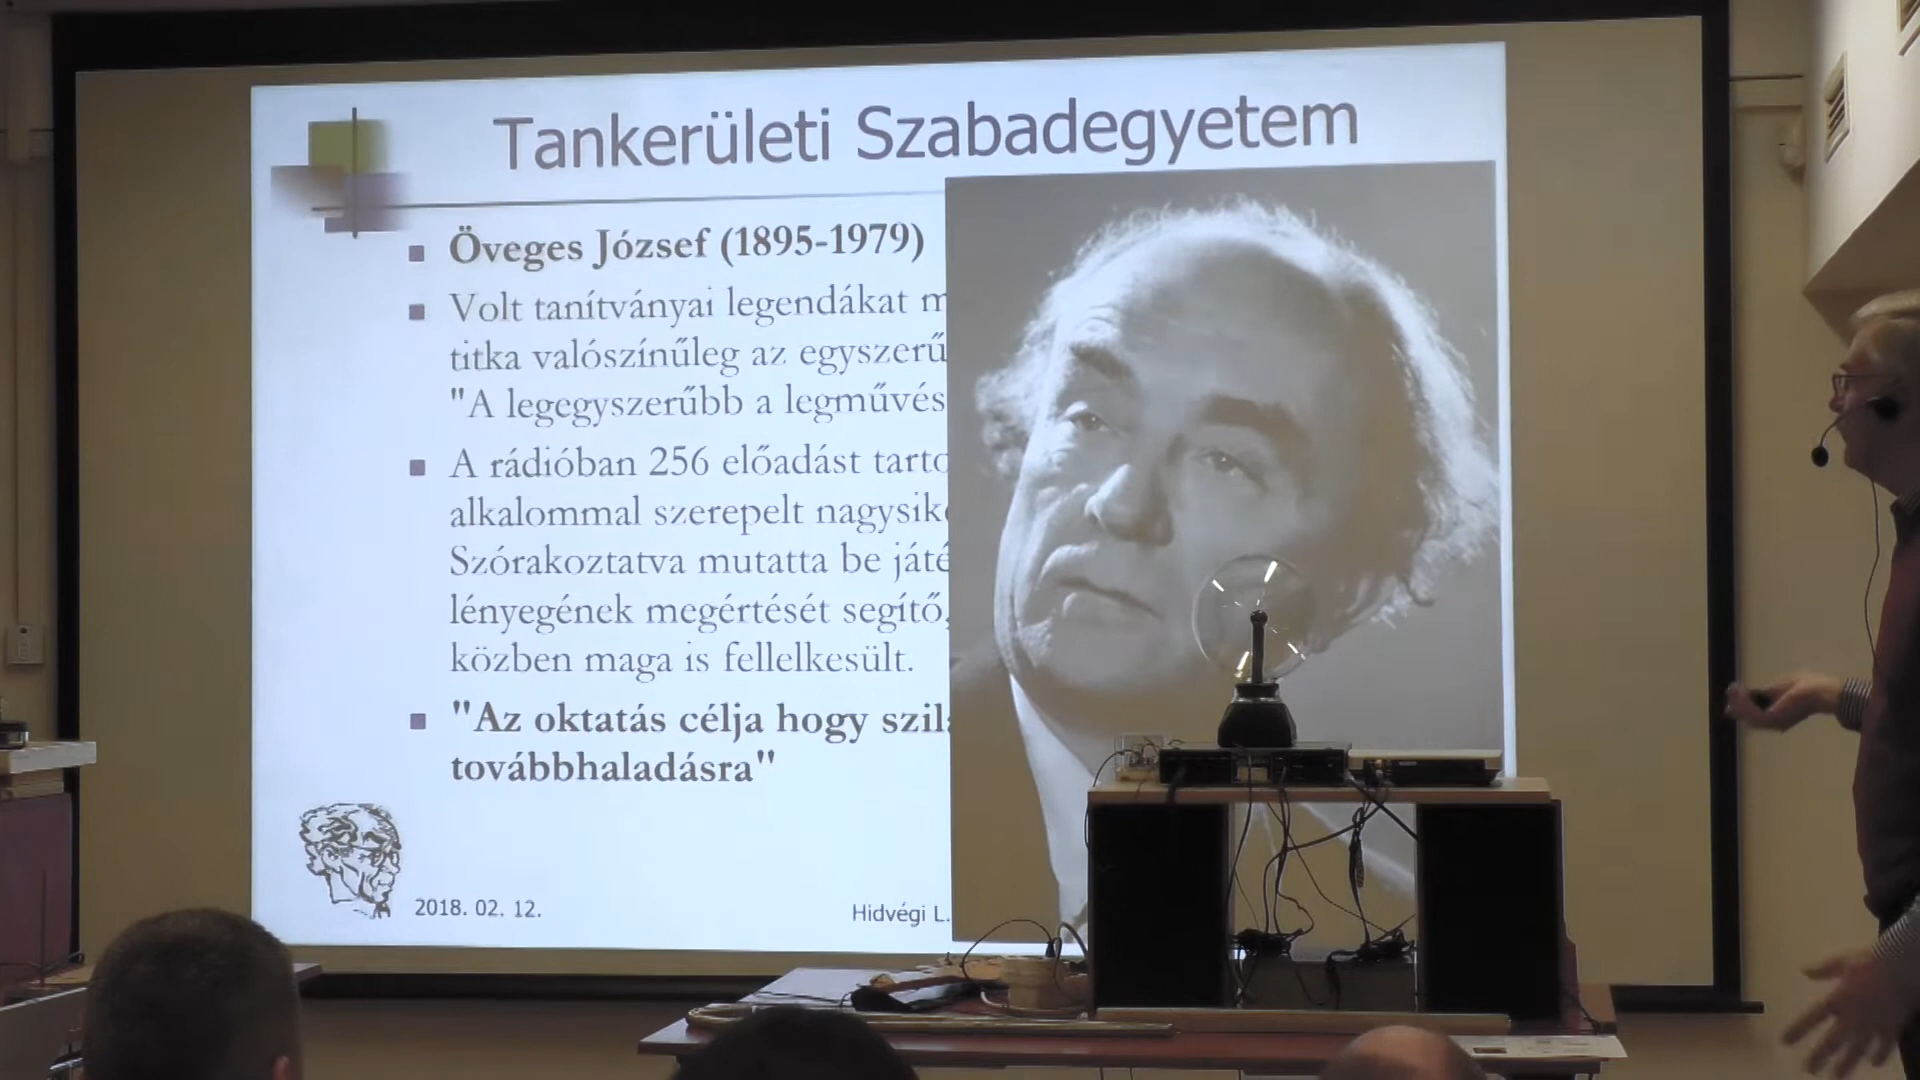 Tankerületi Szabadegyetem
Öveges József (1895-1979)
Volt tanítványai legendákat m
titka valószínűleg az egyszerű
"A legegyszerűbb a legművés
A rádióban 256 előadást tarto
alkalommal szerepelt nagysik
Szórakoztatva mutatta be játé
lényegének megértését segítő,
közben maga is fellelkesült.
"Az oktatás célja hogy szil
továbbhaladásra"
2018. 02. 12.
Hidvégi L.